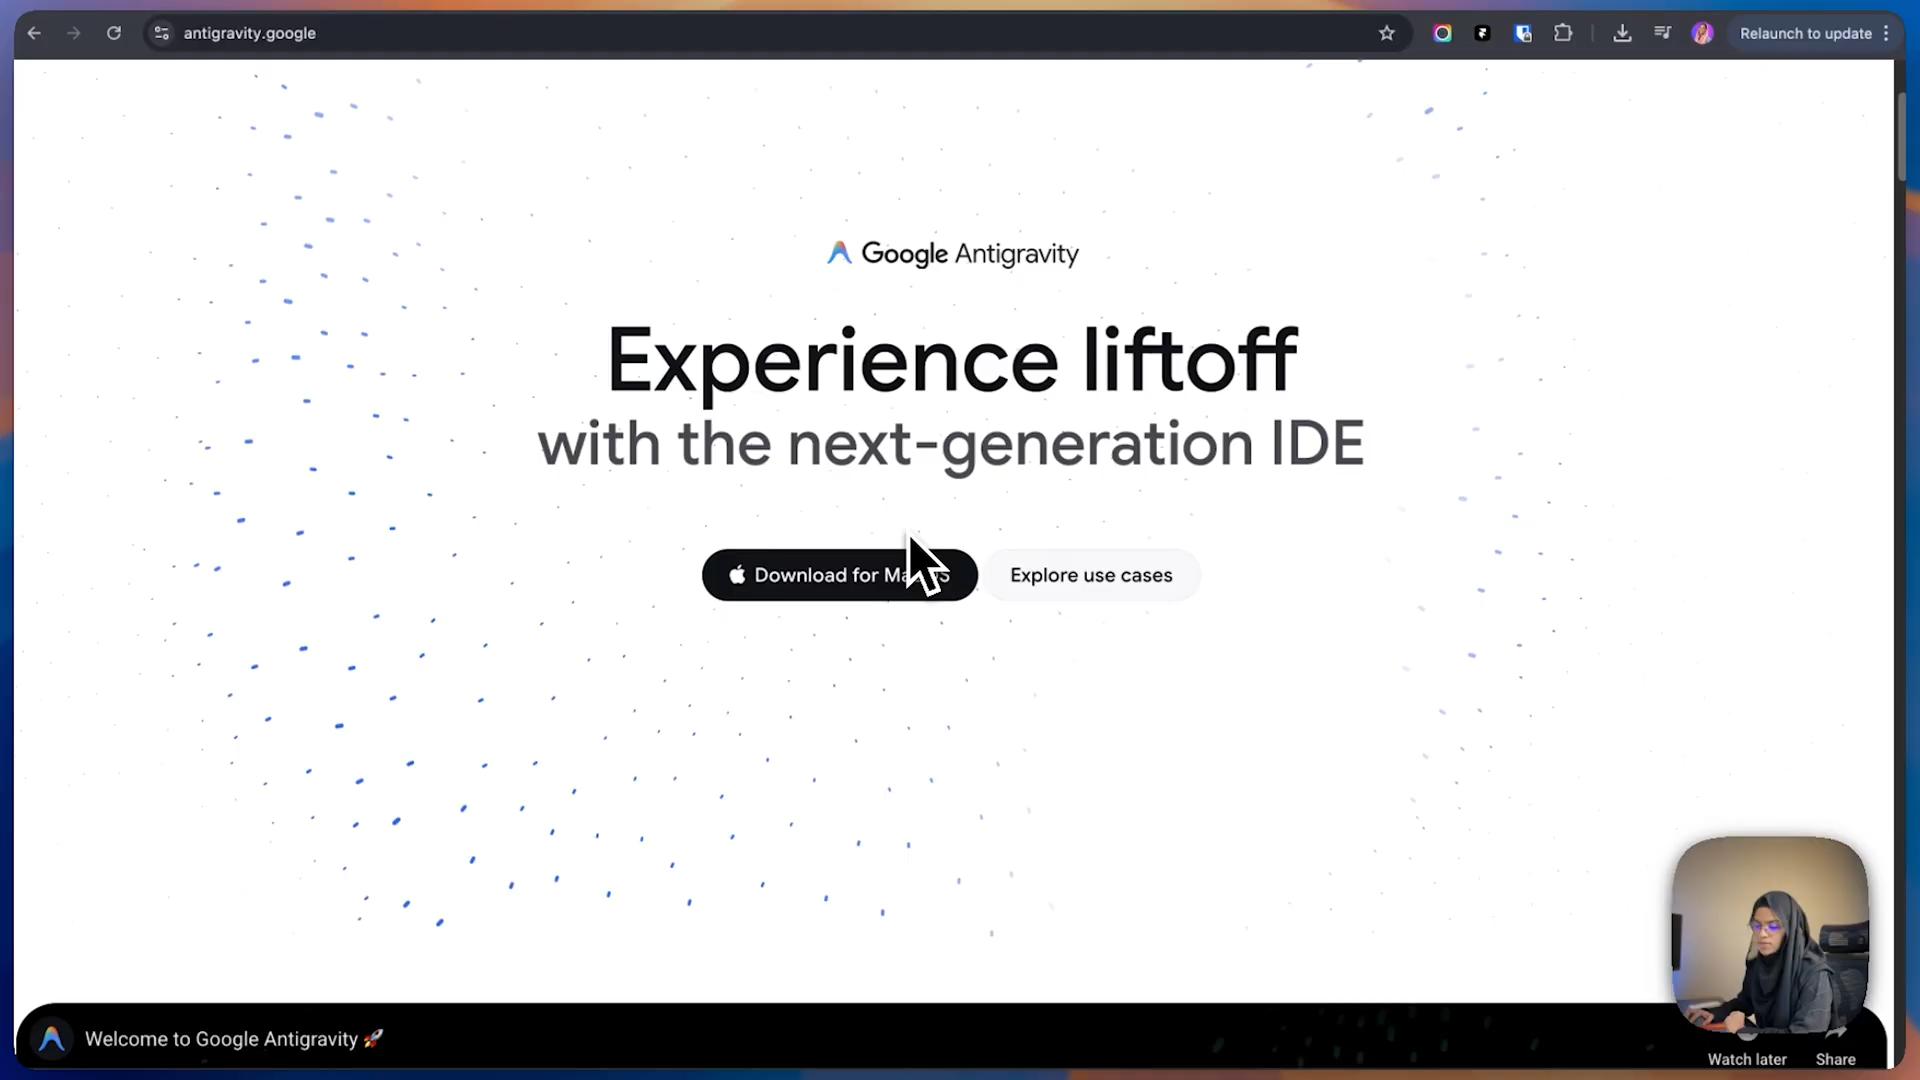 antigravity.google
Relaunch to update
Google Antigravity
Experience liftoff
with the next-generation IDE
Download for MacOS
Explore use cases
Welcome to Google Antigravity 🚀
Watch later
Share